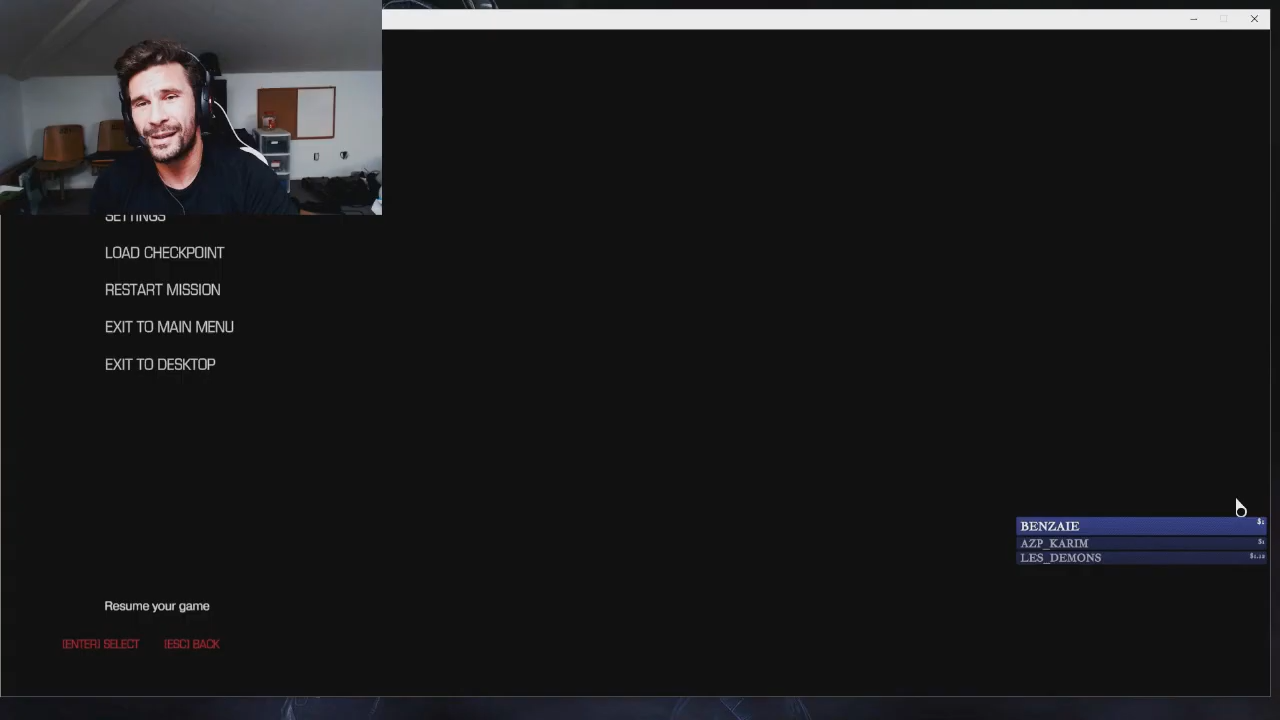 SETTINGS
LOAD CHECKPOINT
RESTART MISSION
EXIT TO MAIN MENU
EXIT TO DESKTOP
BENZAIE
AZP_KARIM
LES_DEMONS
Resume your game
[ENTER] SELECT [ESC] BACK